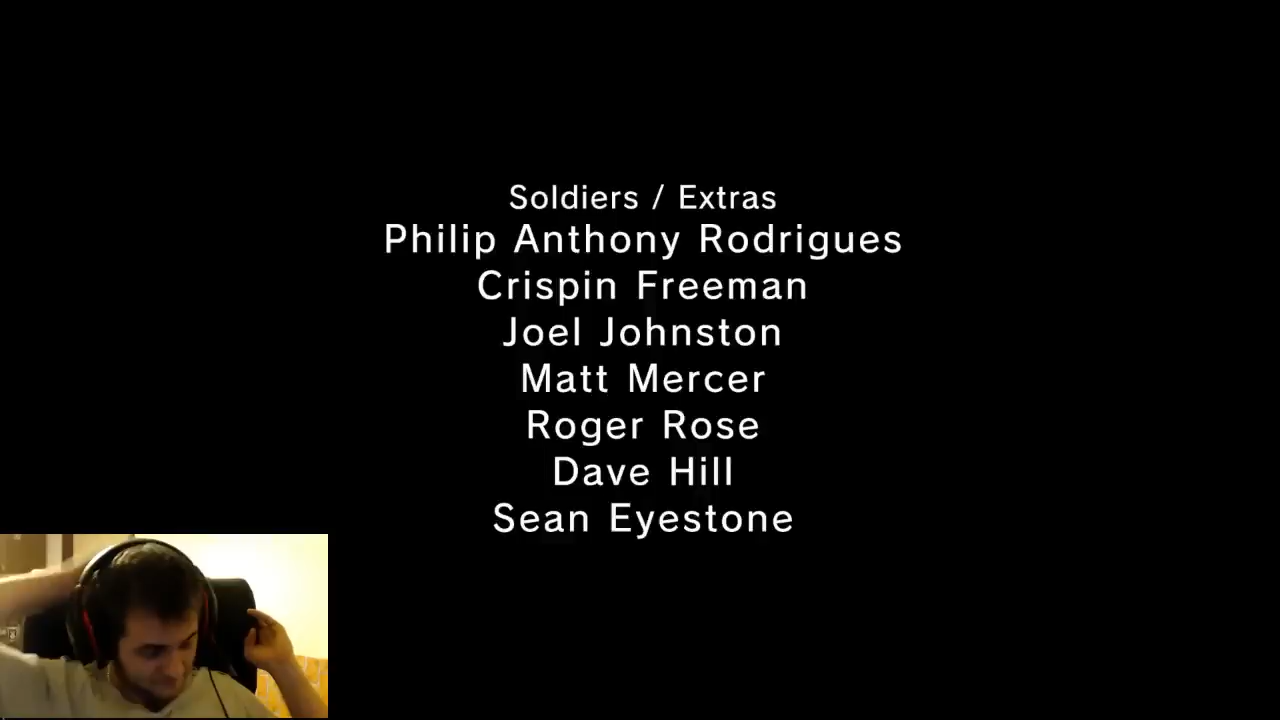 Soldiers / Extras
Philip Anthony Rodrigues
Crispin Freeman
Joel Johnston
Matt Mercer
Roger Rose
Dave Hill
Sean Eyestone